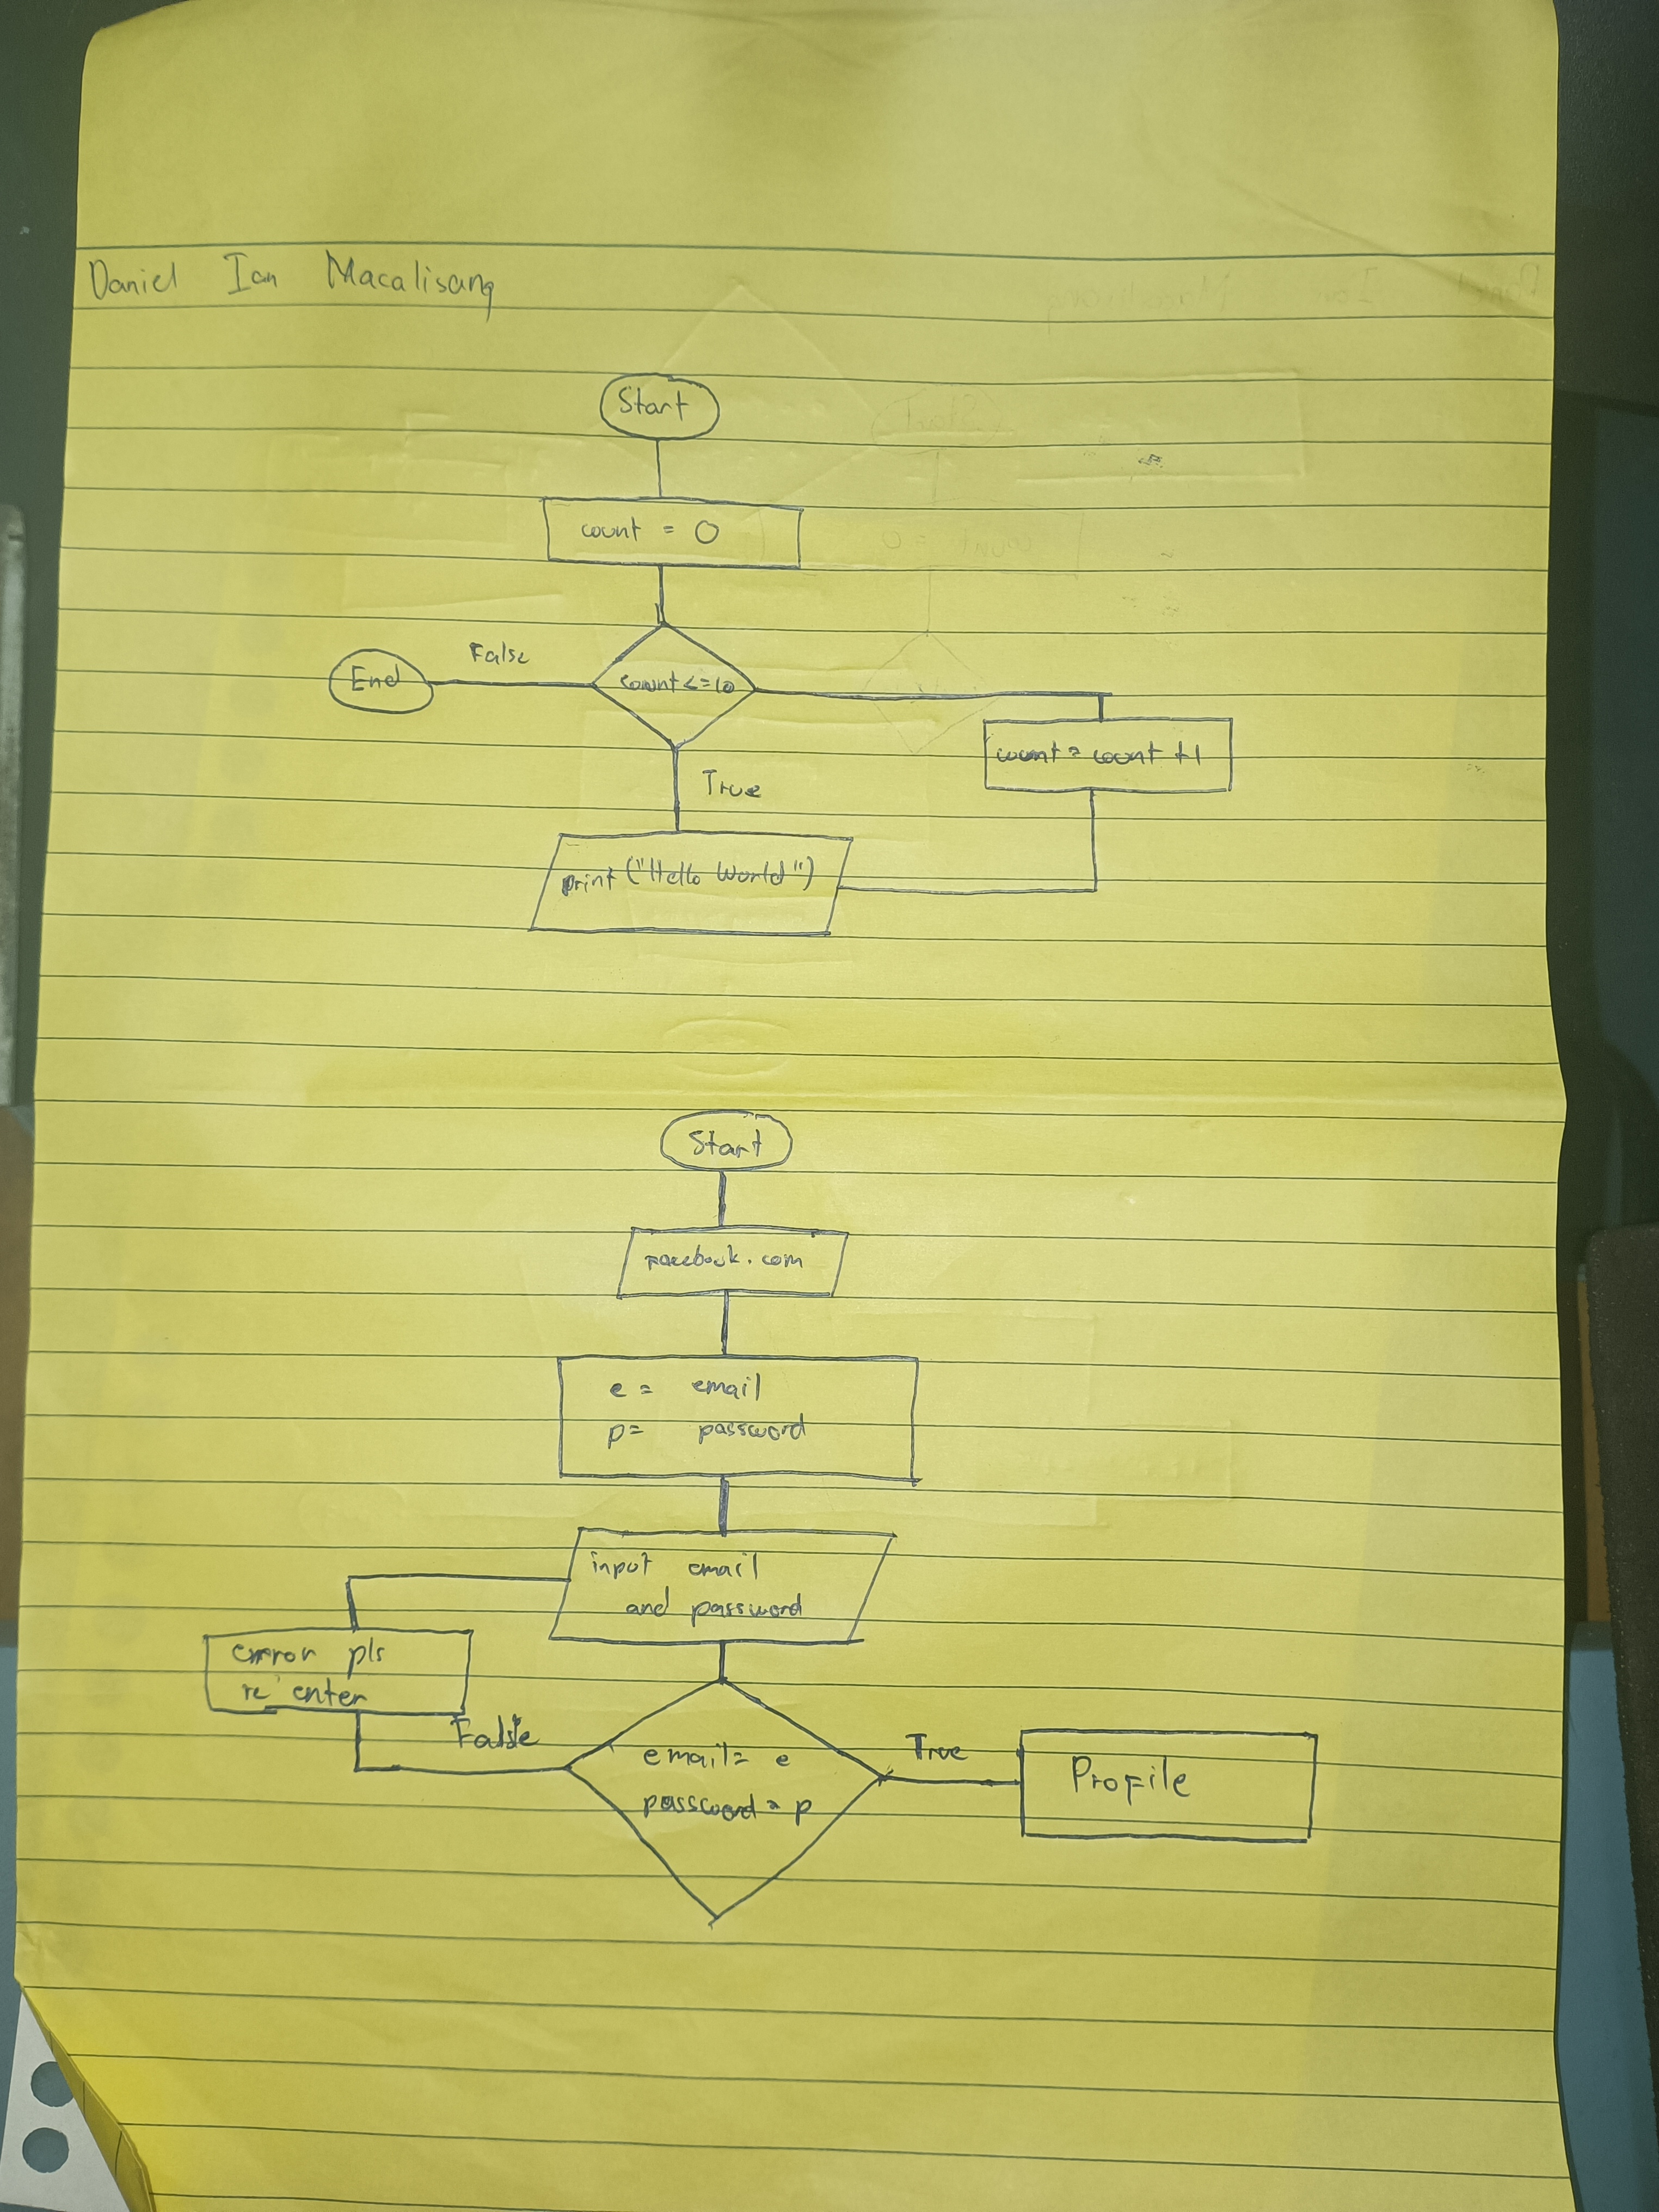 Daniel Ian Macalisang
Start
count = 0
count <= 10
False
End
True
count = count +1
print ("Hello World")
Start
Facebook.com
e = email
p= password
input email
and password
error pls
re enter
False
email= e
password = p
True
Profile